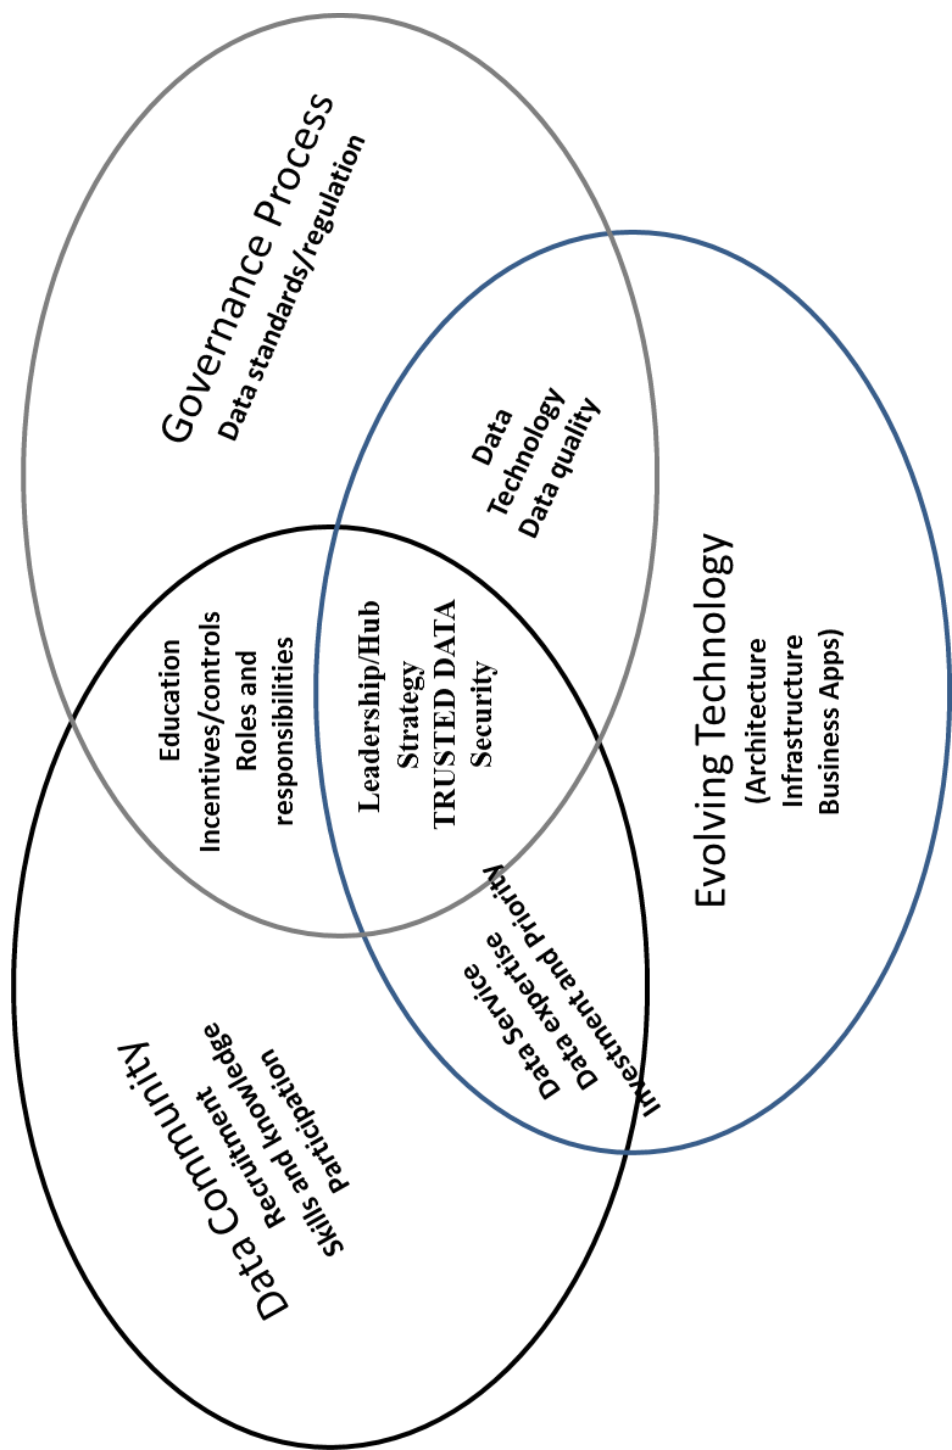 Data Community
Recruitment
Skills and knowledge
Participation
Education
Incentives/controls
Roles and
responsibilities
Governance Process
Data standards/regulation
Leadership/Hub
Strategy
TRUSTED DATA
Security
Data Service
Data expertise
Investment and Priority
Data
Technology
Data quality
Evolving Technology
(Architecture
Infrastructure
Business Apps)